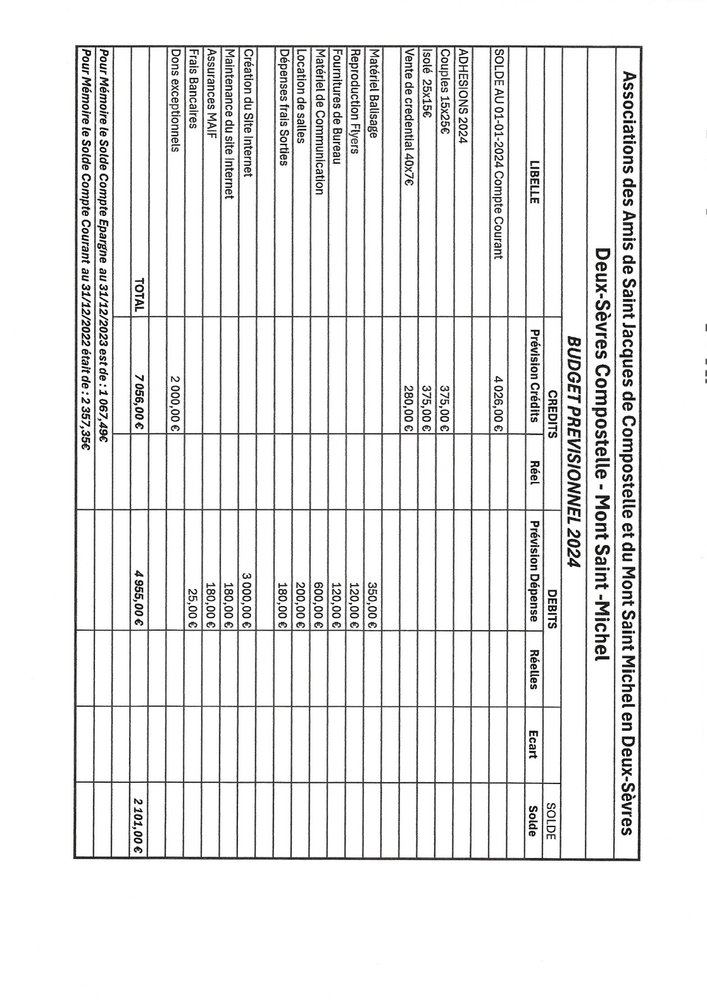 Associations des Amis de Saint Jacques de Compostelle et du Mont Saint Michel en Deux-Sèvres
Deux-Sèvres Compostelle - Mont Saint -Michel
BUDGET PREVISIONNEL 2024
CREDITS DEBITS SOLDE
LIBELLE Prévision Crédits Réel Prévision Dépense Réelles Ecart Solde
SOLDE AU 01-01-2024 Compte Courant 4 026,00 €
ADHESIONS 2024
Couples 15x25€ 375,00 €
Isolé 25x15€ 375,00 €
Vente de credential 40x7€ 280,00 €
Matériel Balisage 350,00 €
Reproduction Flyers 120,00 €
Fournitures de Bureau 120,00 €
Matériel de Communication 600,00 €
Location de salles 200,00 €
Dépenses frais Sorties 180,00 €
Création du SIte Internet 3 000,00 €
Maintenance du site Internet 180,00 €
Assurances MAIF 180,00 €
Frais Bancaires 25,00 €
Dons exceptionnels 2 000,00 €
TOTAL 7 056,00 € 4 955,00 € 2 101,00 €
Pour Mémoire le Solde Compte Epargne au 31/12/2023 est de : 1 067,49€
Pour Mémoire le Solde Compte Courant au 31/12/2022 était de : 2 357,35€